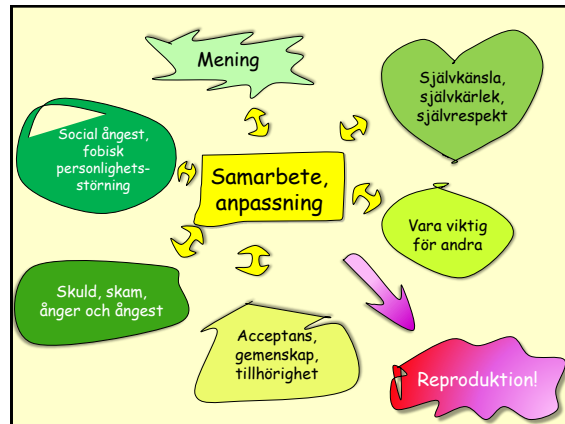 Mening
Självkänsla,
självkärlek,
självrespekt
Social ångest,
fobisk
personlighets-
störning
Samarbete,
anpassning
Vara viktig
för andra
Skuld, skam,
ånger och ångest
Acceptans,
gemenskap,
tillhörighet
Reproduktion!